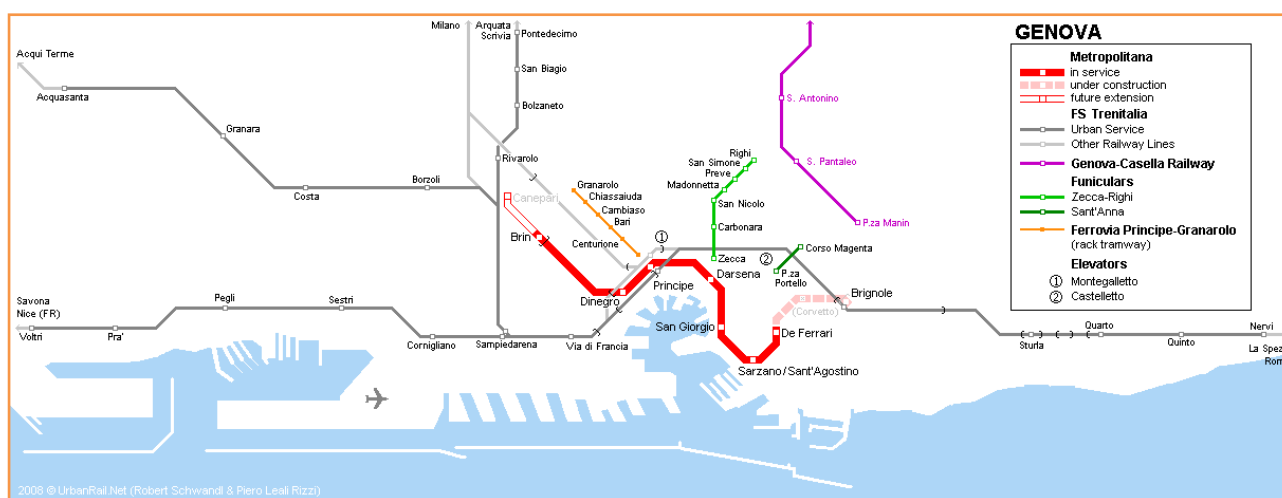 GENOVA
Metropolitana
in service
under construction
future extension
FS Trenitalia
Urban Service
Other Railway Lines
Genova-Casella Railway
Funiculars
Zecca-Righi
Sant'Anna
Ferrovia Principe-Granarolo
(rack tramway)
Elevators
① Montegalletto
② Castelletto
Milano
Arquata
Scrivia
Pontedecimo
San Biagio
Bolzaneto
Rivarolo
Acqui Terme
Acquasanta
Granara
Costa
Borzoli
Canepari
Brin
Dinegro
Principe
Darsena
San Giorgio
Sarzano/Sant'Agostino
De Ferrari
(Corvetto)
Brignole
Granarolo
Chiassaiuda
Cambiaso
Bari
Centurione
①
Righi
San Simone
Preve
Madonnetta
San Nicolo
Carbonara
Zecca
②
Corso Magenta
P.za
Portello
S. Antonino
S. Pantaleo
P.za Manin
Savona
Nice (FR)
Voltri
Pra'
Pegli
Sestri
Cornigliano
Sampiedarena
Via di Francia
Sturla
Quarto
Quinto
Nervi
La Spez
Rom
2008 @ UrbanRail.Net (Robert Schwandl & Piero Leali Rizzi)